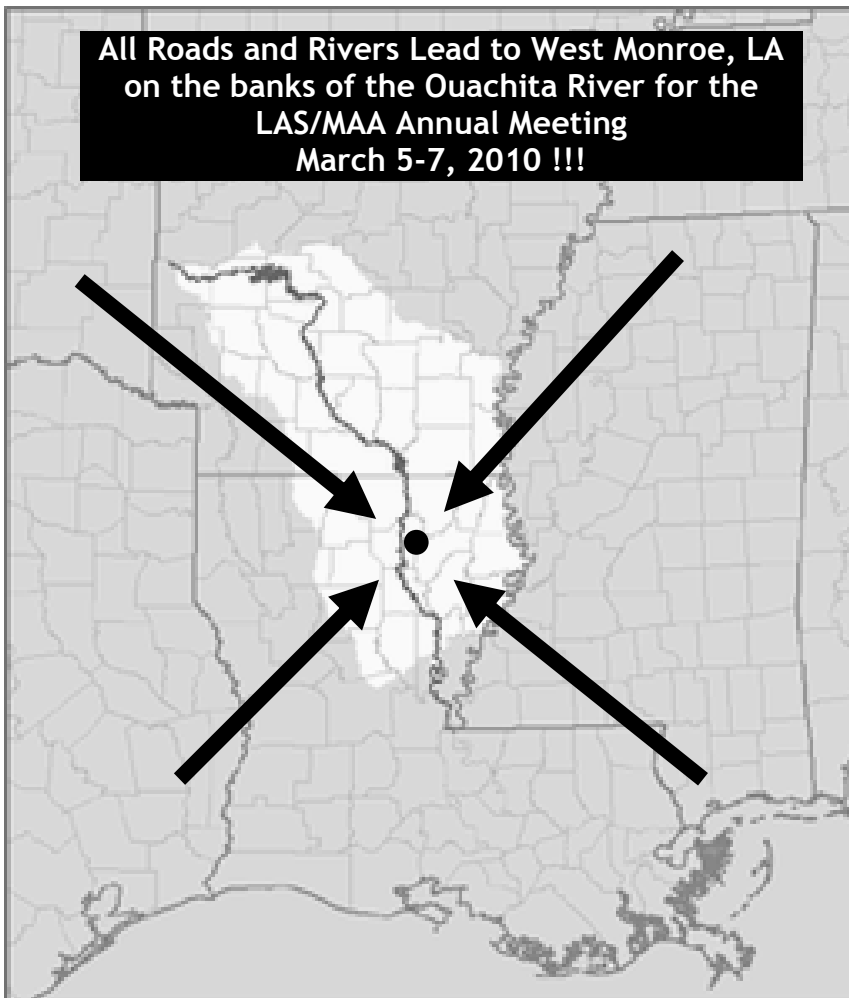 All Roads and Rivers Lead to West Monroe, LA
on the banks of the Ouachita River for the
LAS/MAA Annual Meeting
March 5-7, 2010 !!!